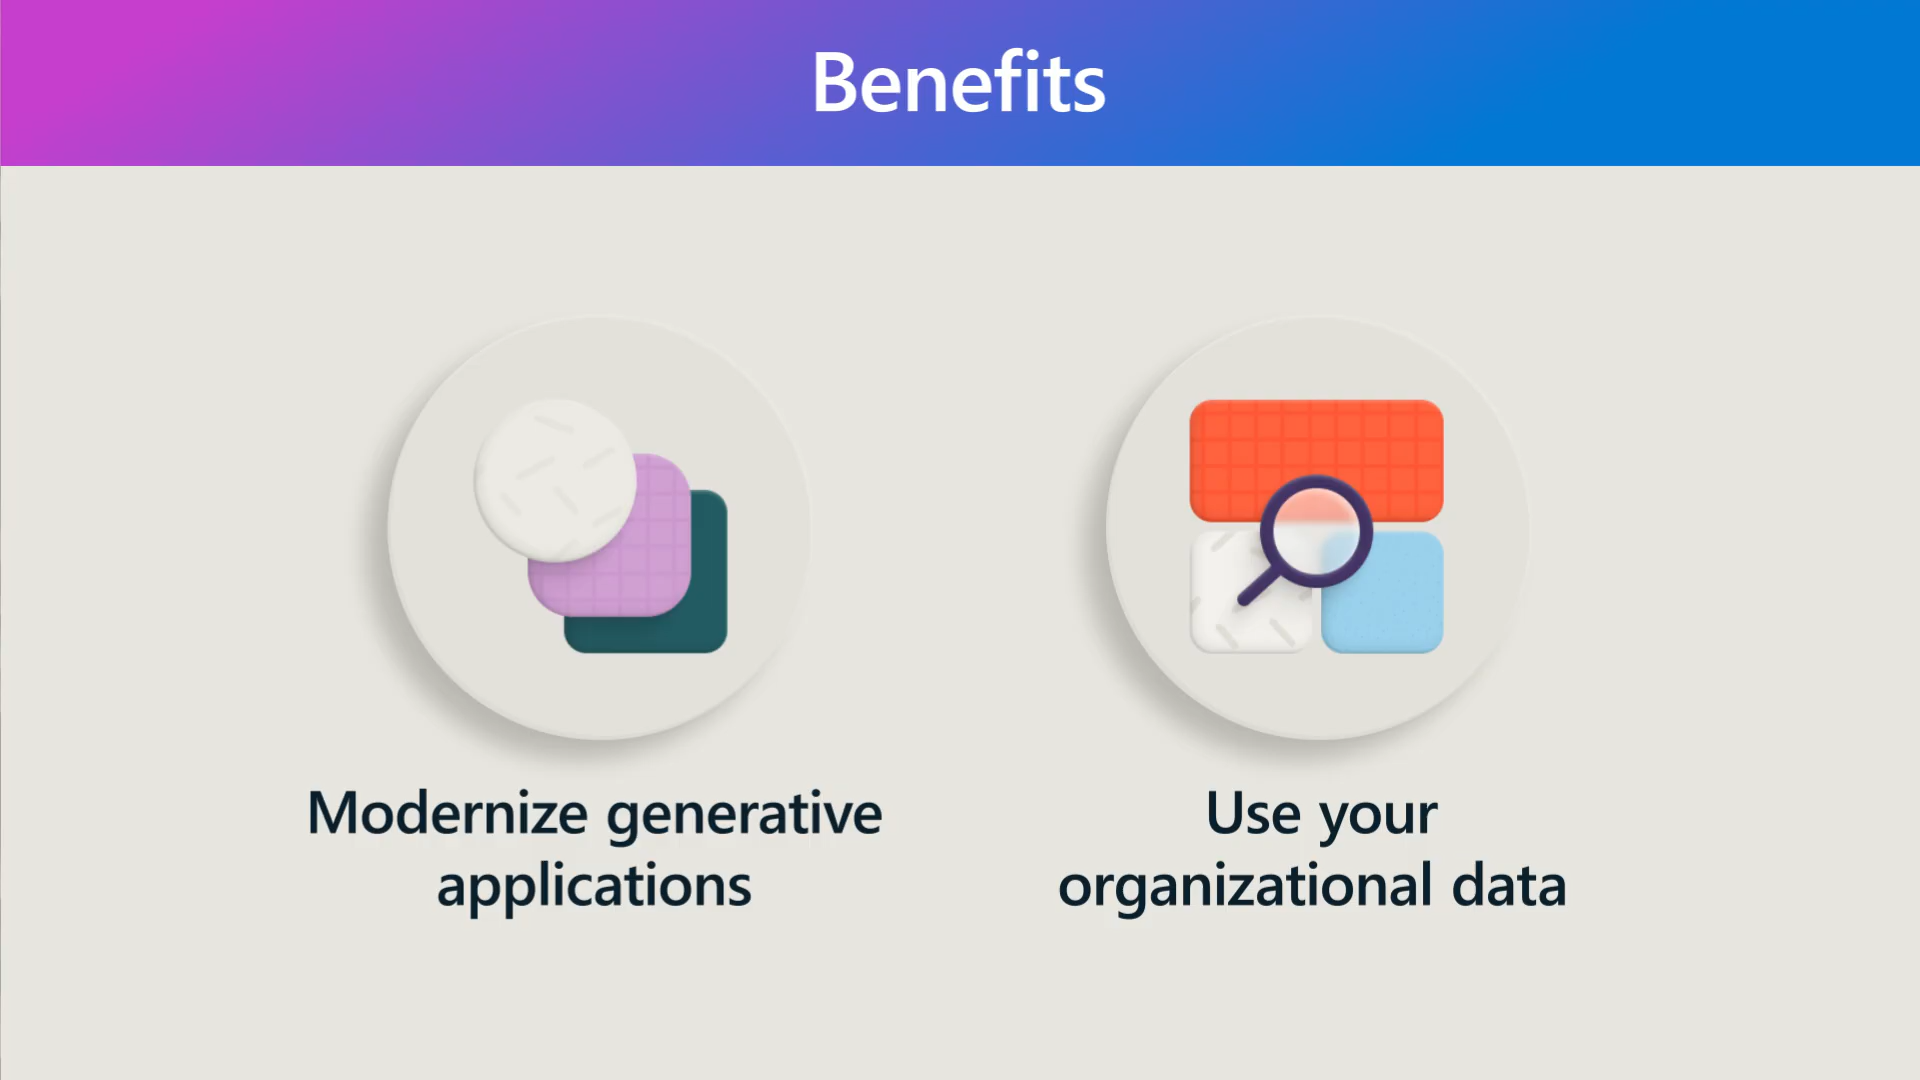 Benefits
Modernize generative
applications
Use your
organizational data